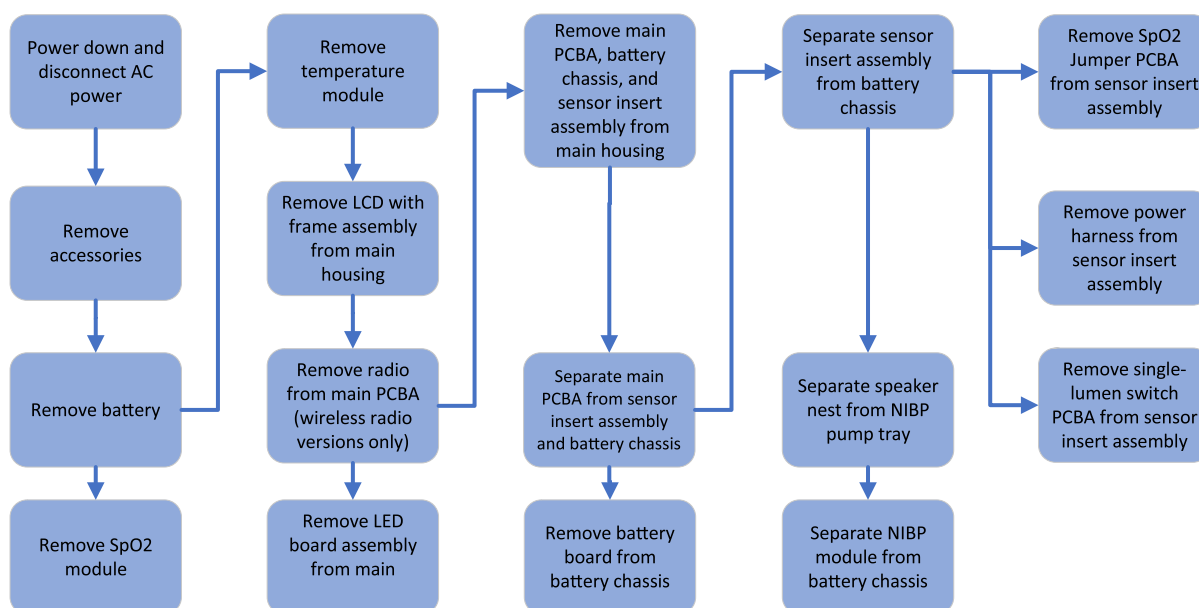 Power down and
disconnect AC
power
Remove
accessories
Remove battery
Remove SpO2
module
Remove
temperature
module
Remove LCD with
frame assembly
from main
housing
Remove radio
from main PCBA
(wireless radio
versions only)
Remove LED
board assembly
from main
Remove main
PCBA, battery
chassis, and
sensor insert
assembly from
main housing
Separate main
PCBA from sensor
insert assembly
and battery chassis
Remove battery
board from
battery chassis
Separate sensor
insert assembly
from battery
chassis
Separate speaker
nest from NIBP
pump tray
Separate NIBP
module from
battery chassis
Remove SpO2
Jumper PCBA
from sensor insert
assembly
Remove power
harness from
sensor insert
assembly
Remove single-
lumen switch
PCBA from sensor
insert assembly